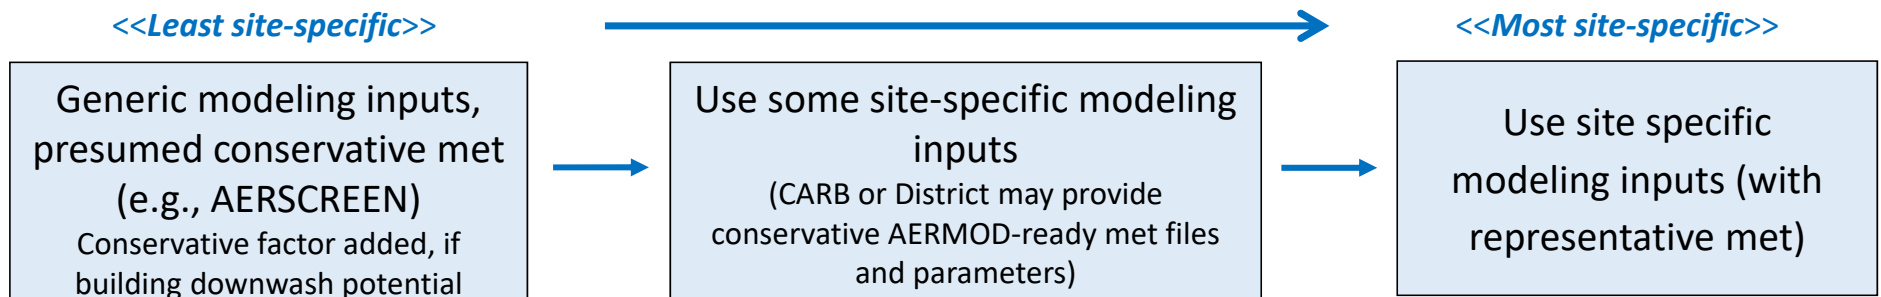 <<Least site-specific>>
<<Most site-specific>>
Generic modeling inputs,
presumed conservative met
(e.g., AERSCREEN)
Conservative factor added, if
building downwash potential
Use some site-specific modeling
inputs
(CARB or District may provide
conservative AERMOD-ready met files
and parameters)
Use site specific
modeling inputs (with
representative met)